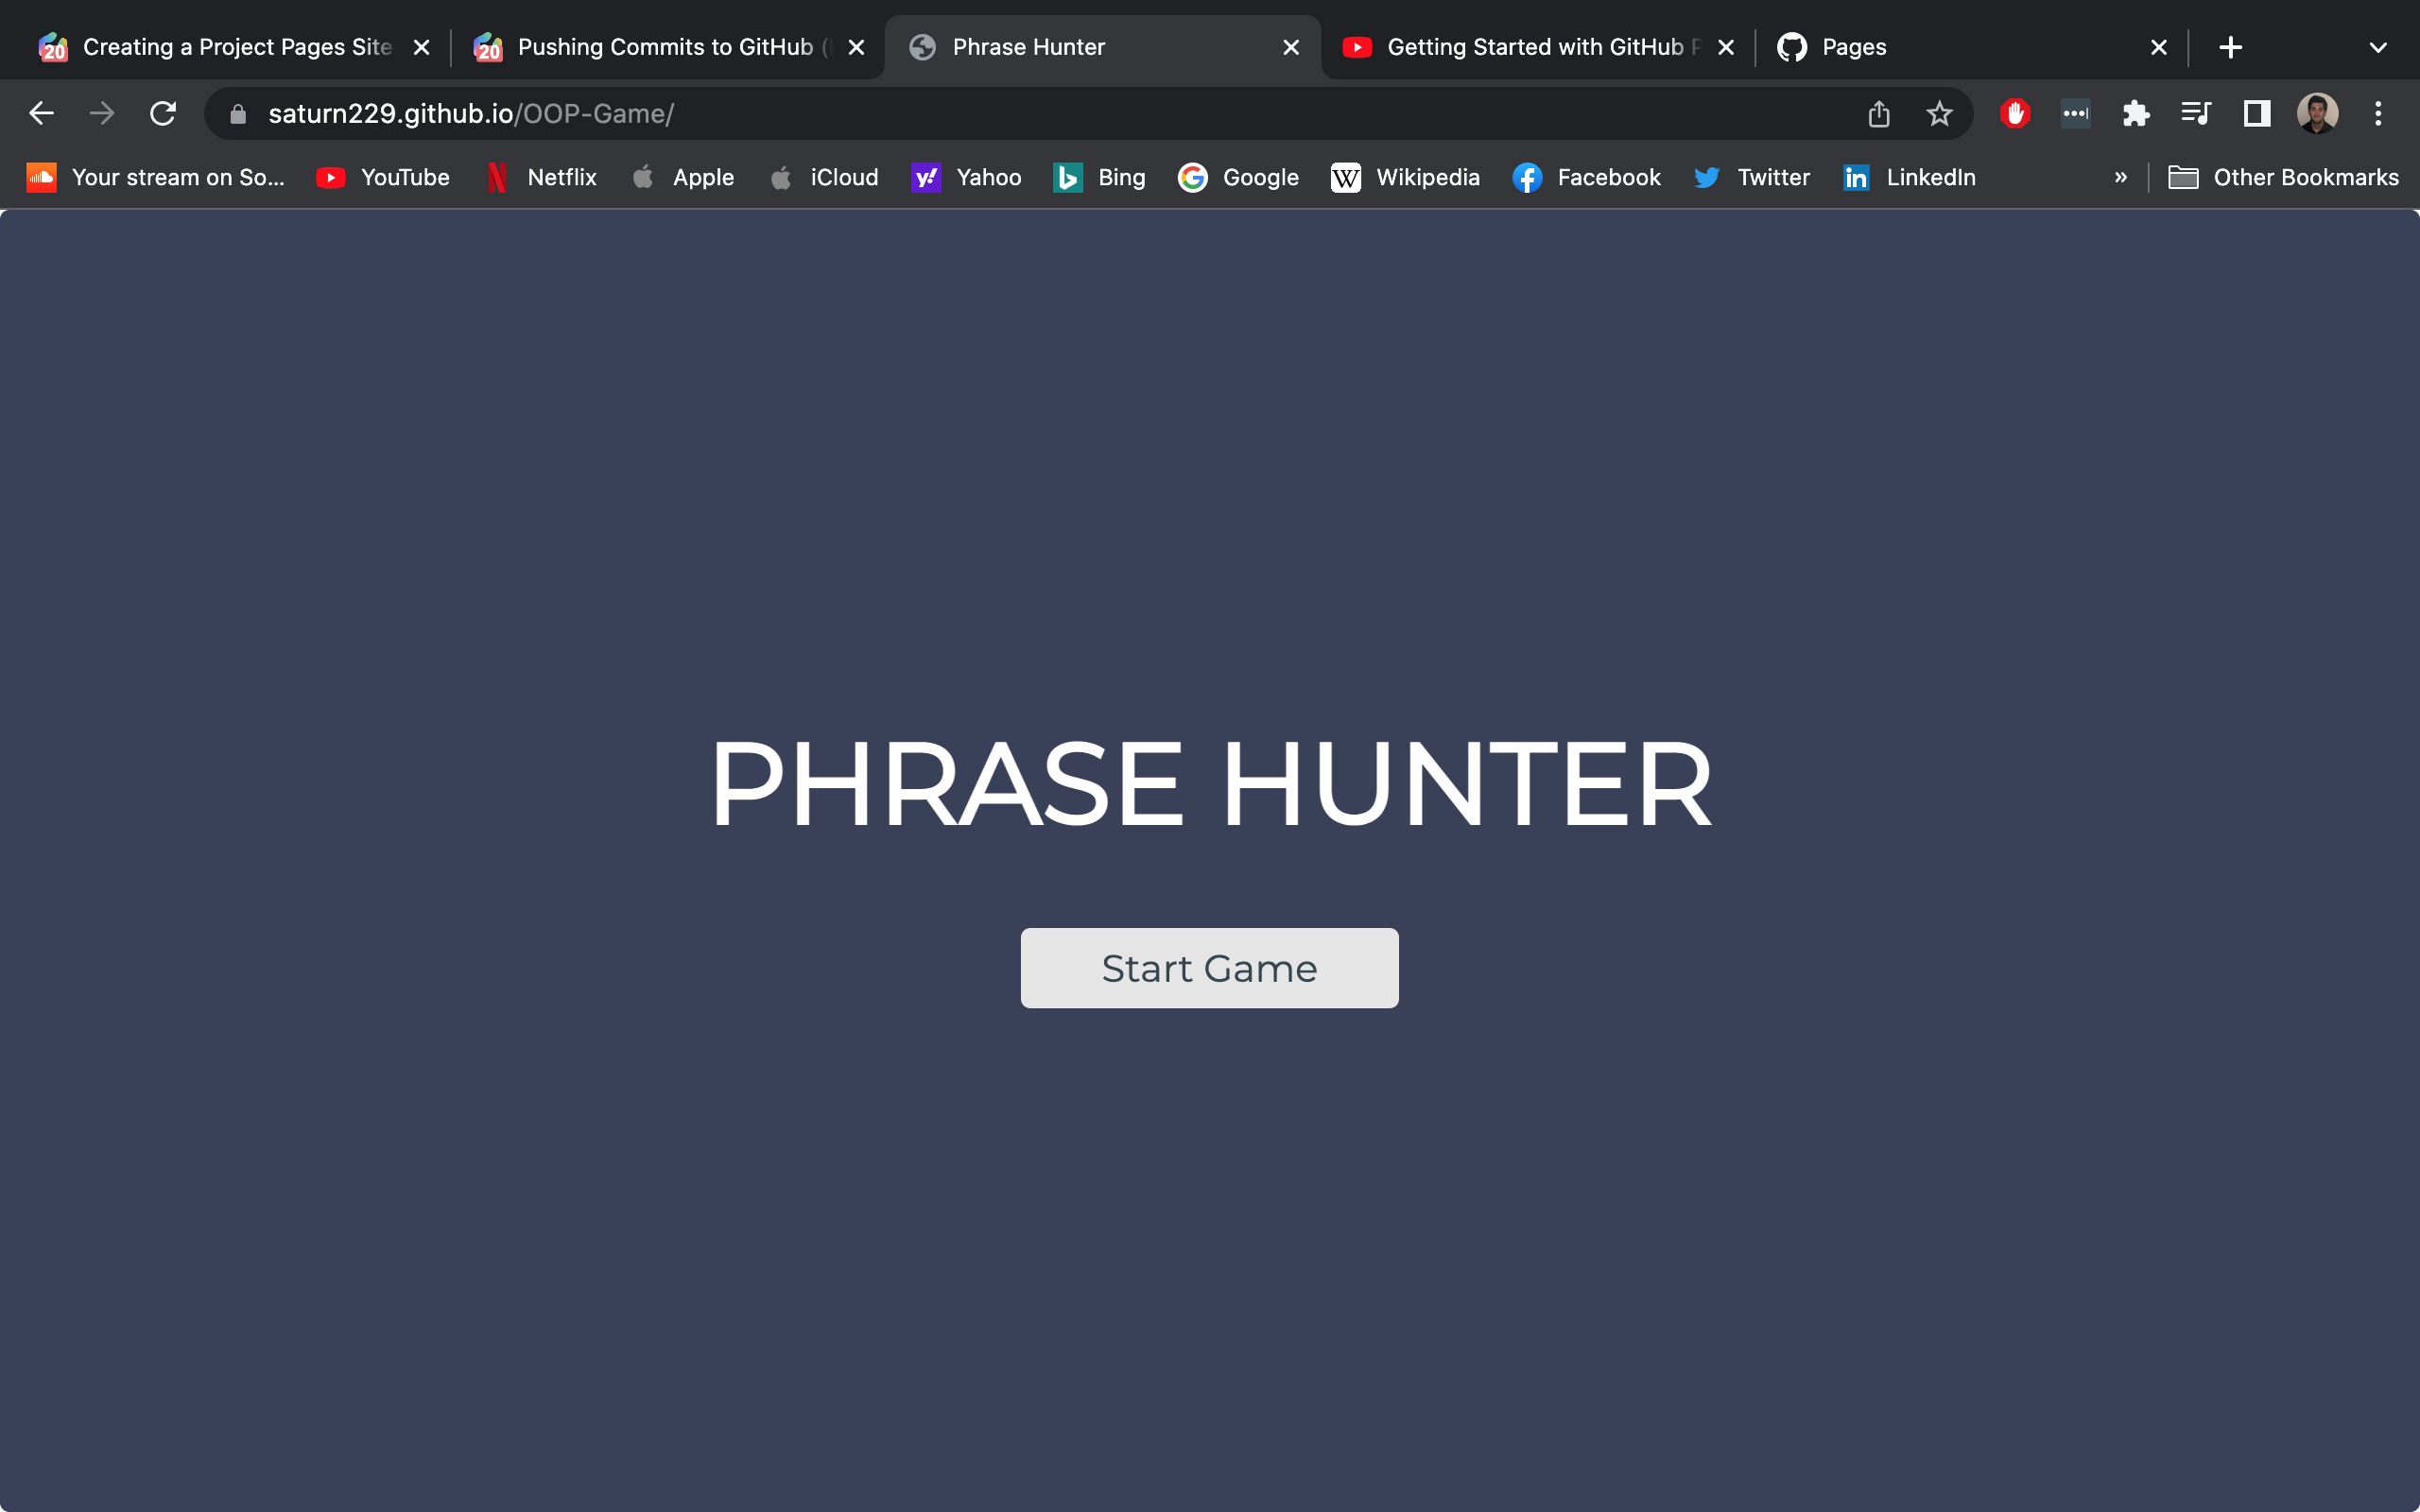 20 Creating a Project Pages Site
20 Pushing Commits to GitHub (
Phrase Hunter
Getting Started with GitHub P
Pages
saturn229.github.io/OOP-Game/
Your stream on So... YouTube Netflix Apple iCloud y! Yahoo b Bing G Google W Wikipedia f Facebook Twitter in LinkedIn » Other Bookmarks
PHRASE HUNTER
Start Game